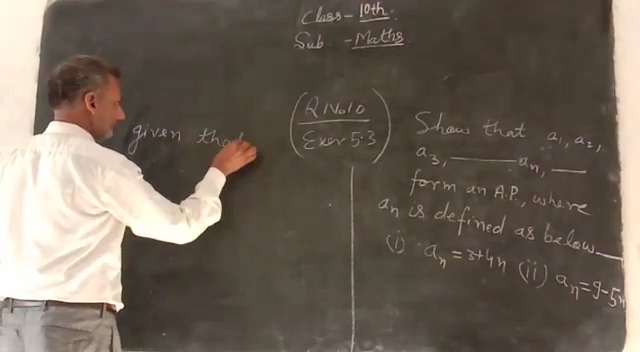 Class - 10th.
Sub - Maths
given that
Q No 10
Exer 5.3
Show that a₁, a₂,
a₃, ——— aₙ, ——
form an A.P., where
aₙ is defined as below —
(i) aₙ = 3+4n (ii) aₙ = 9-5n